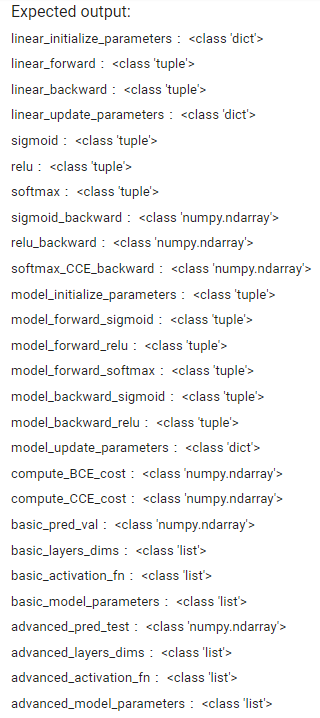 Expected output:
linear_initialize_parameters : <class 'dict'>
linear_forward : <class 'tuple'>
linear_backward : <class 'tuple'>
linear_update_parameters : <class 'dict'>
sigmoid : <class 'tuple'>
relu : <class 'tuple'>
softmax : <class 'tuple'>
sigmoid_backward : <class 'numpy.ndarray'>
relu_backward : <class 'numpy.ndarray'>
softmax_CCE_backward : <class 'numpy.ndarray'>
model_initialize_parameters : <class 'tuple'>
model_forward_sigmoid : <class 'tuple'>
model_forward_relu : <class 'tuple'>
model_forward_softmax : <class 'tuple'>
model_backward_sigmoid : <class 'tuple'>
model_backward_relu : <class 'tuple'>
model_update_parameters : <class 'dict'>
compute_BCE_cost : <class 'numpy.ndarray'>
compute_CCE_cost : <class 'numpy.ndarray'>
basic_pred_val : <class 'numpy.ndarray'>
basic_layers_dims : <class 'list'>
basic_activation_fn : <class 'list'>
basic_model_parameters : <class 'list'>
advanced_pred_test : <class 'numpy.ndarray'>
advanced_layers_dims : <class 'list'>
advanced_activation_fn : <class 'list'>
advanced_model_parameters : <class 'list'>